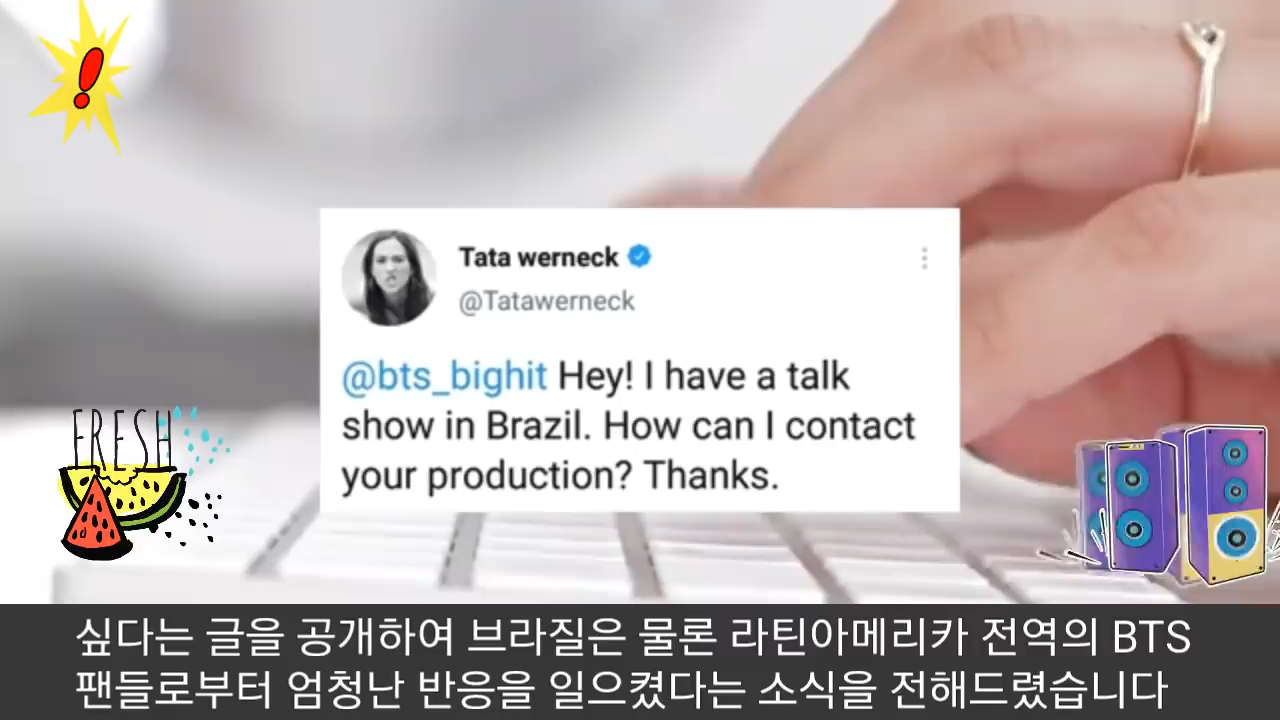 Tata werneck
@Tatawerneck
@bts_bighit Hey! I have a talk
show in Brazil. How can I contact
your production? Thanks.
FRESH
싶다는 글을 공개하여 브라질은 물론 라틴아메리카 전역의 BTS
팬들로부터 엄청난 반응을 일으켰다는 소식을 전해드렸습니다